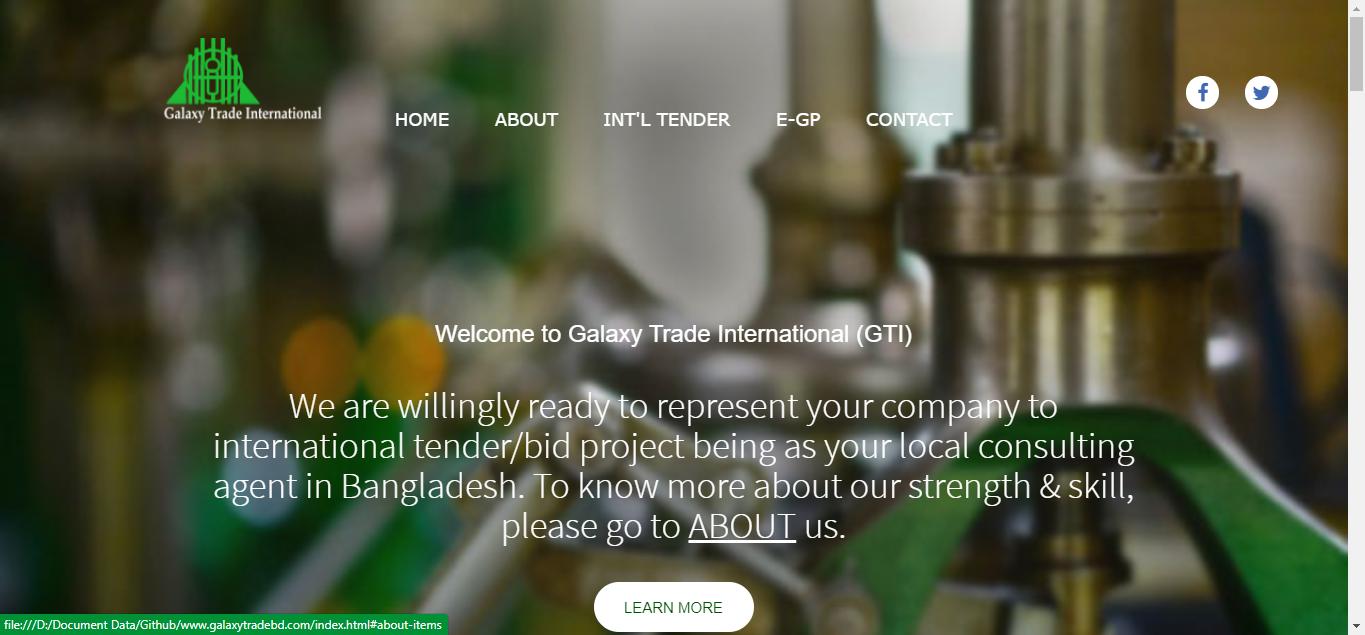 Galaxy Trade International
HOME ABOUT INT'L TENDER E-GP CONTACT
Welcome to Galaxy Trade International (GTI)
We are willingly ready to represent your company to
international tender/bid project being as your local consulting
agent in Bangladesh. To know more about our strength & skill,
please go to ABOUT us.
LEARN MORE
file:///D:/Document Data/Github/www.galaxytradebd.com/index.html#about-items